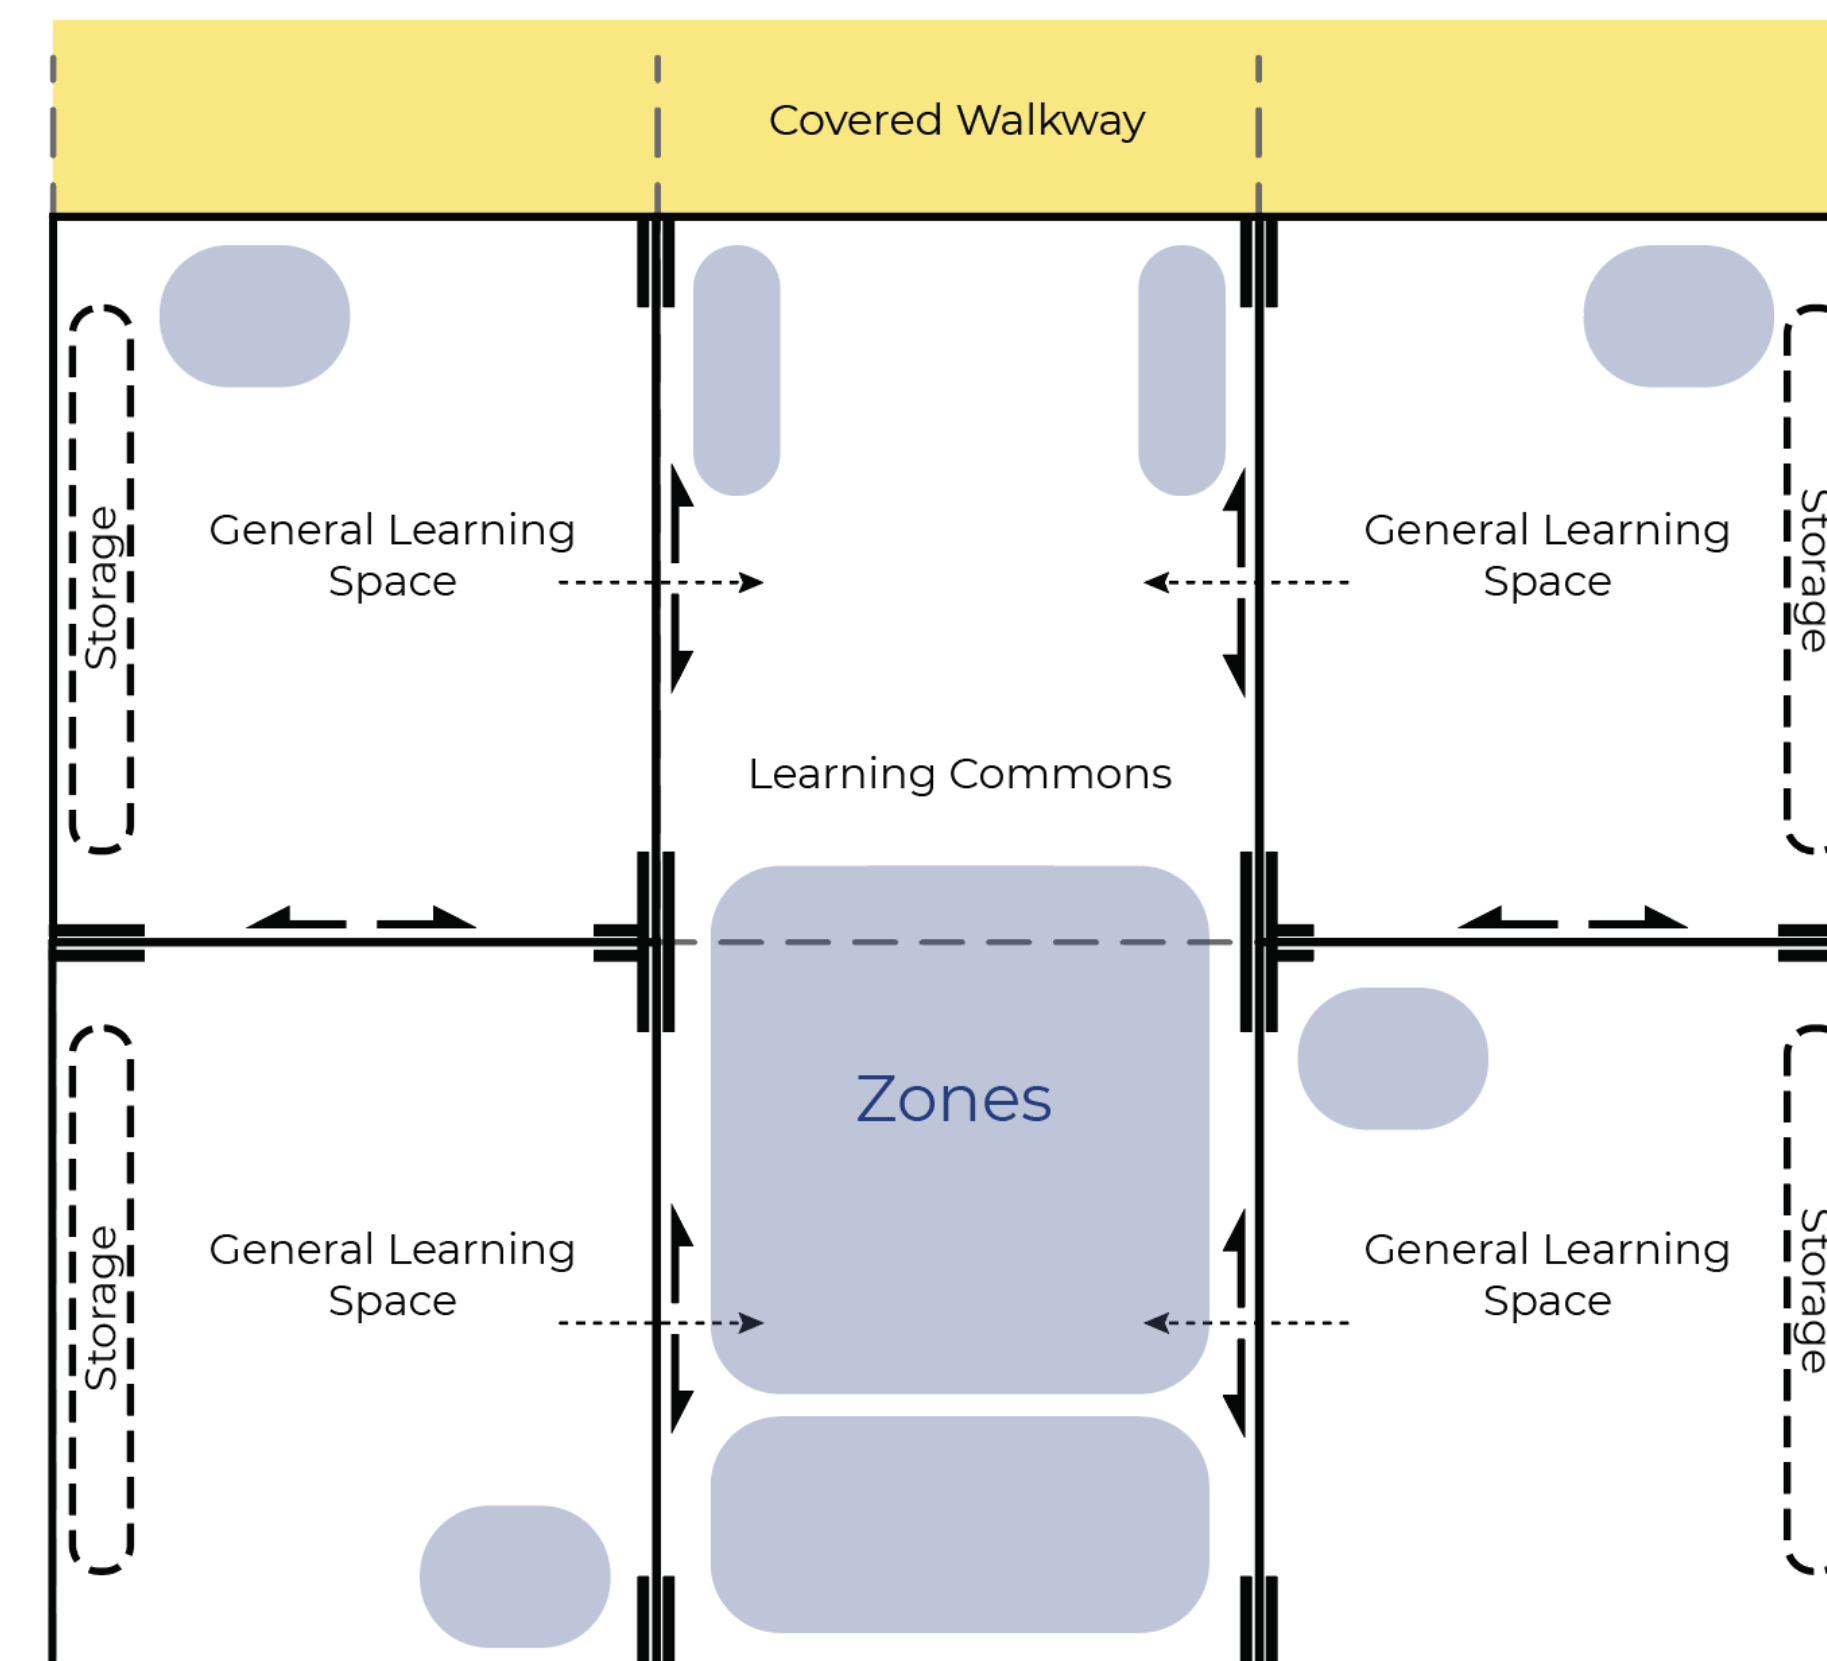 Covered Walkway
General Learning
Space
Storage
General Learning
Space
Storage
Learning Commons
Zones
General Learning
Space
Storage
General Learning
Space
Storage